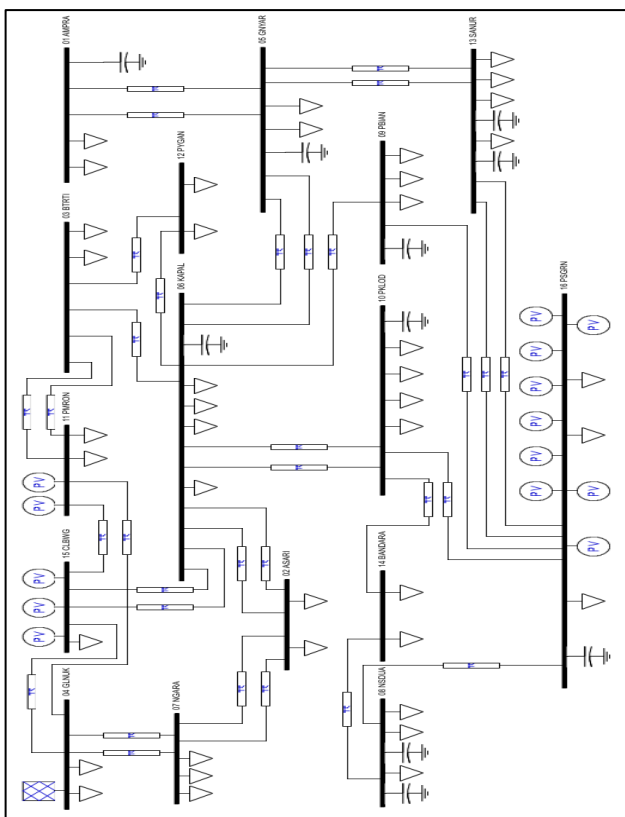 01 AMPRA
05 GNYAR
13 SANUR
12 PYGAN
09 PBIAN
03 BTRTI
06 KAPAL
10 PKLOD
16 PSGRN
11 PMRON
PV
PV
PV
PV
PV
PV
PV
PV
PV
PV
PV
PV
PV
PV
15 CLBWG
02 ASARI
14 BANDARA
04 GLNUK
07 NGARA
08 NSDUA